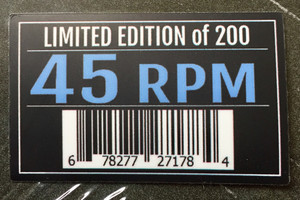 LIMITED EDITION of 200
45 RPM
6 78277 27178 4